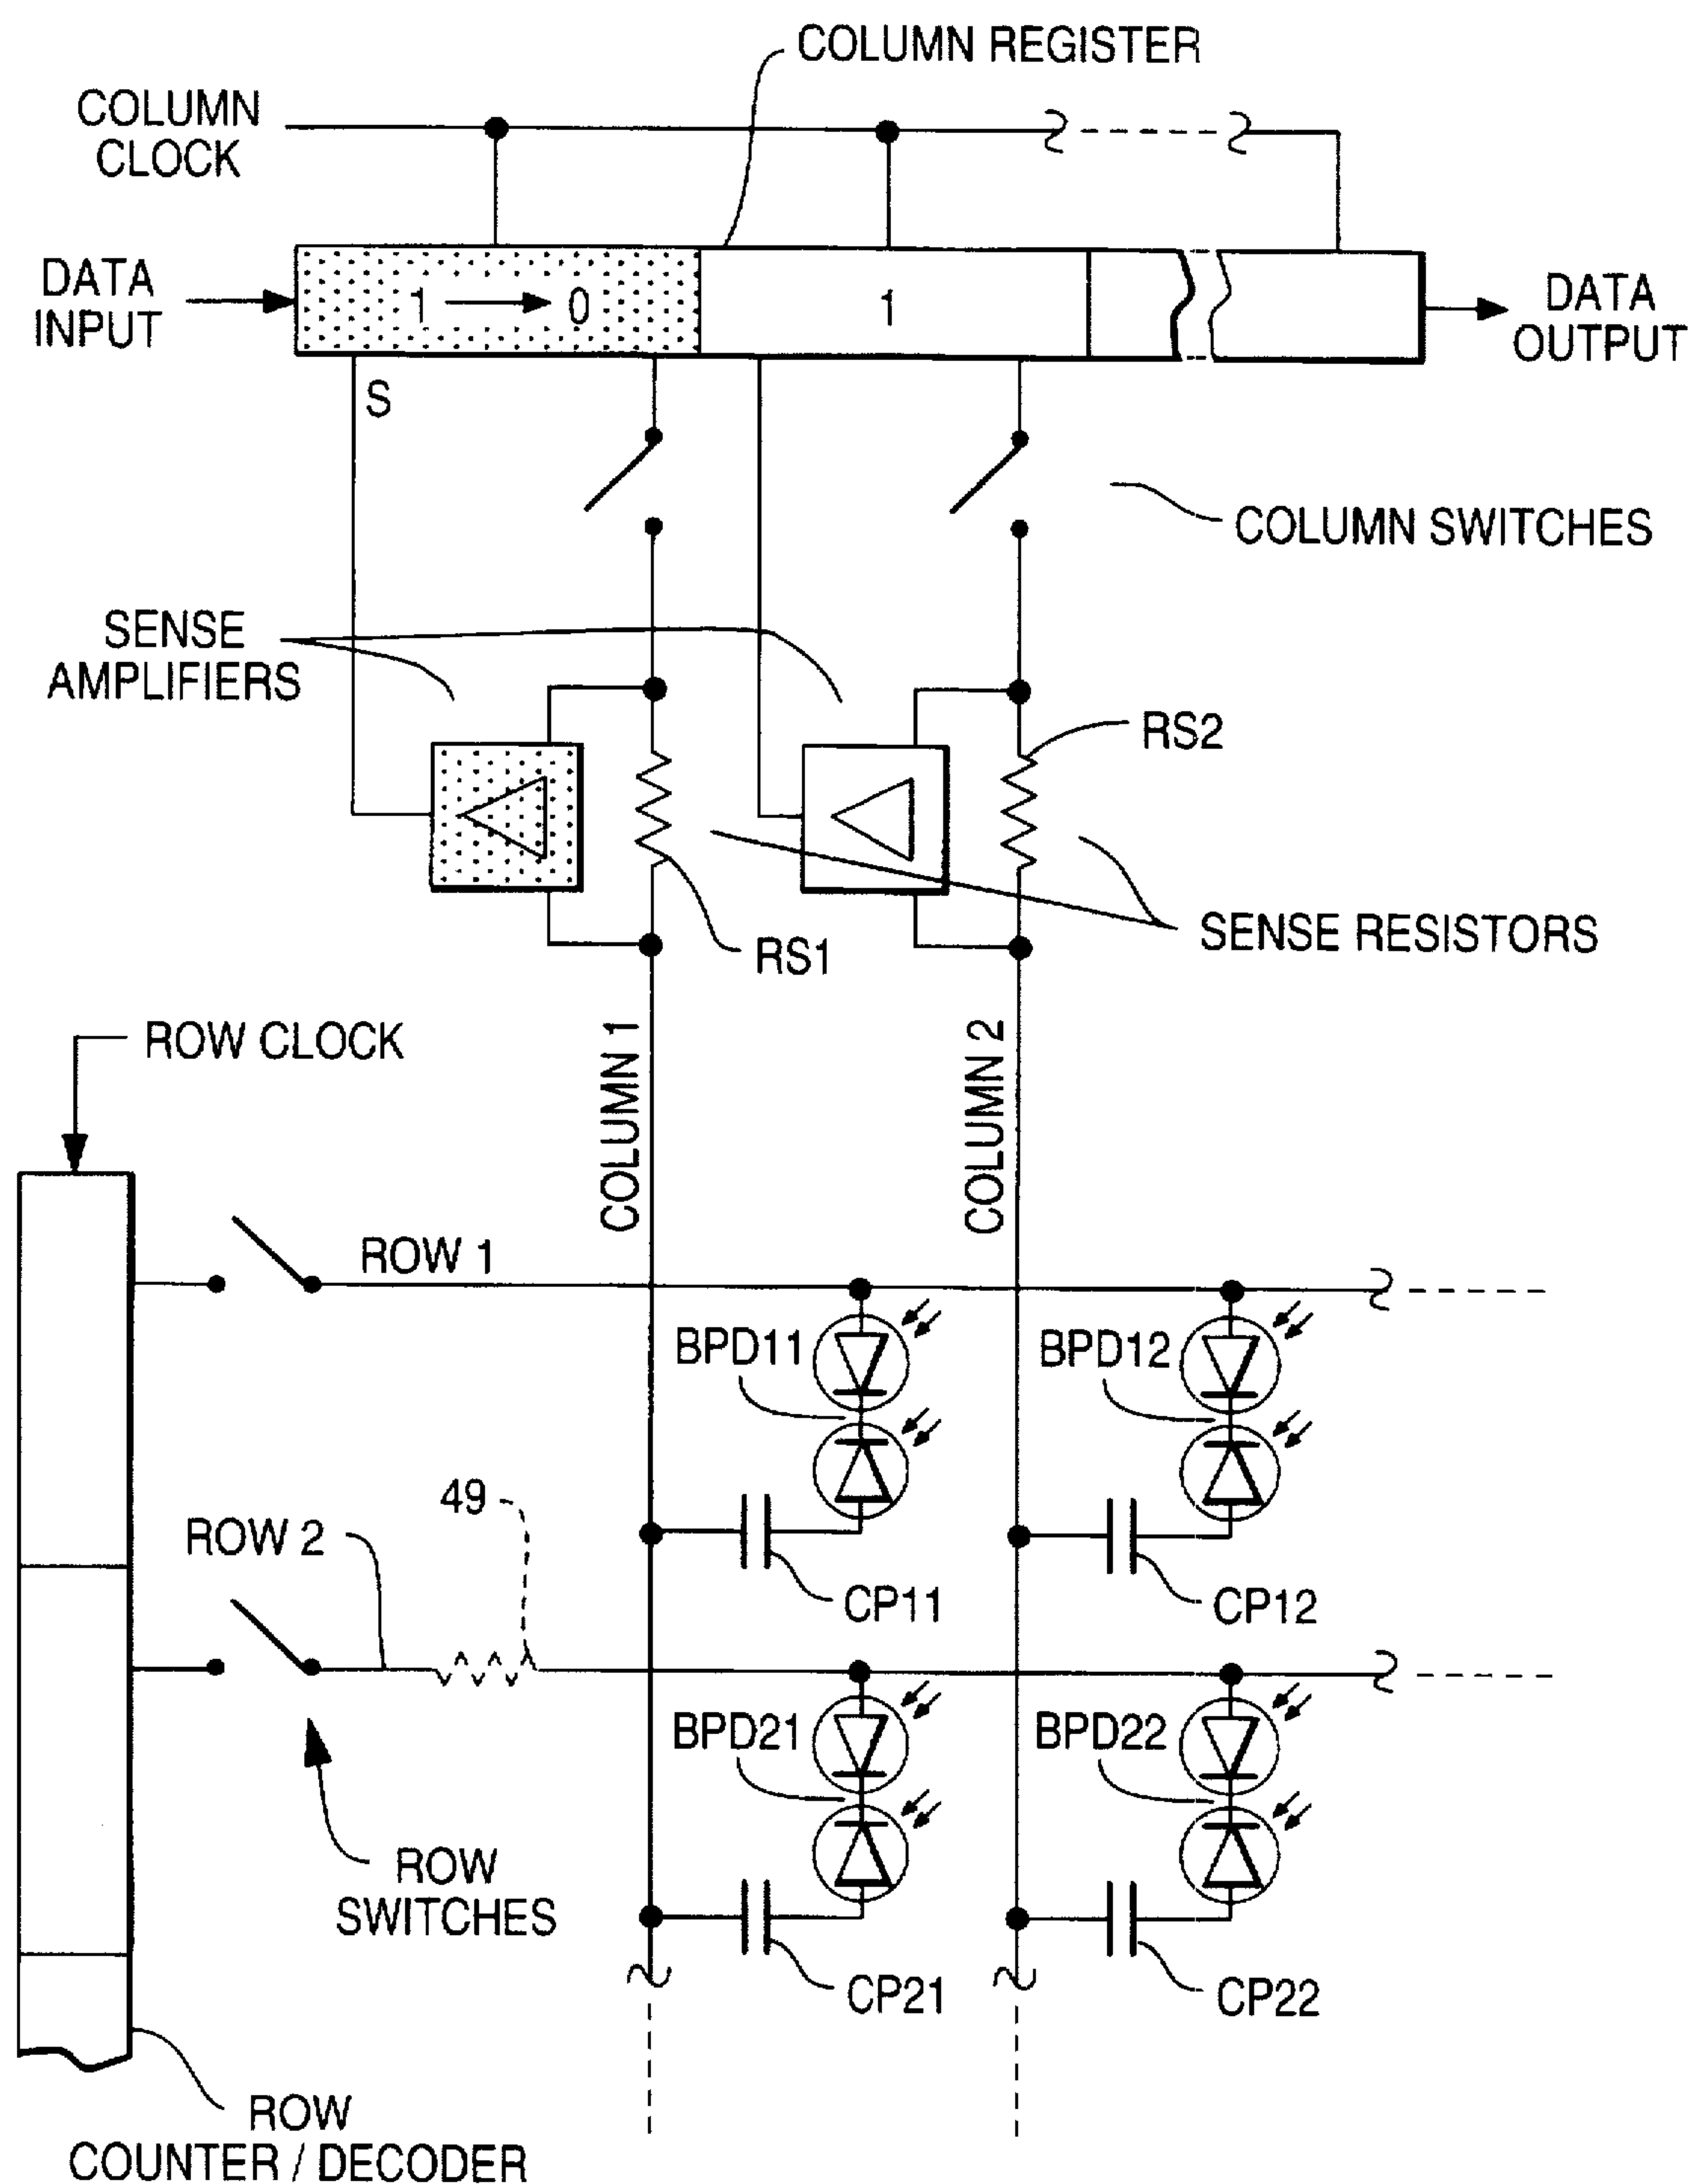 COLUMN REGISTER
COLUMN
CLOCK
DATA
INPUT
1
0
1
DATA
OUTPUT
S
COLUMN SWITCHES
SENSE
AMPLIFIERS
RS2
RS1
SENSE RESISTORS
ROW CLOCK
COLUMN 1
COLUMN 2
ROW 1
BPD11
BPD12
49
ROW 2
CP11
CP12
BPD21
BPD22
ROW
SWITCHES
CP21
CP22
ROW
COUNTER / DECODER